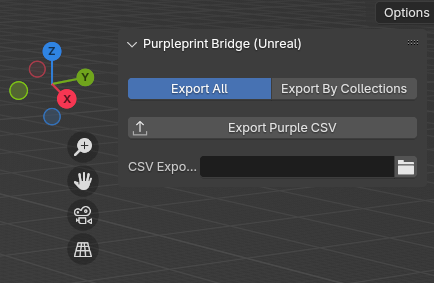 Options
Purpleprint Bridge (Unreal)
Z
Y
X
Export All
Export By Collections
Export Purple CSV
CSV Expo...